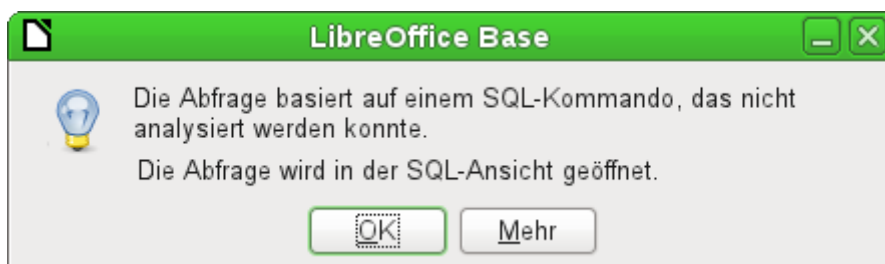 LibreOffice Base
Die Abfrage basiert auf einem SQL-Kommando, das nicht
analysiert werden konnte.
Die Abfrage wird in der SQL-Ansicht geöffnet.
OK Mehr